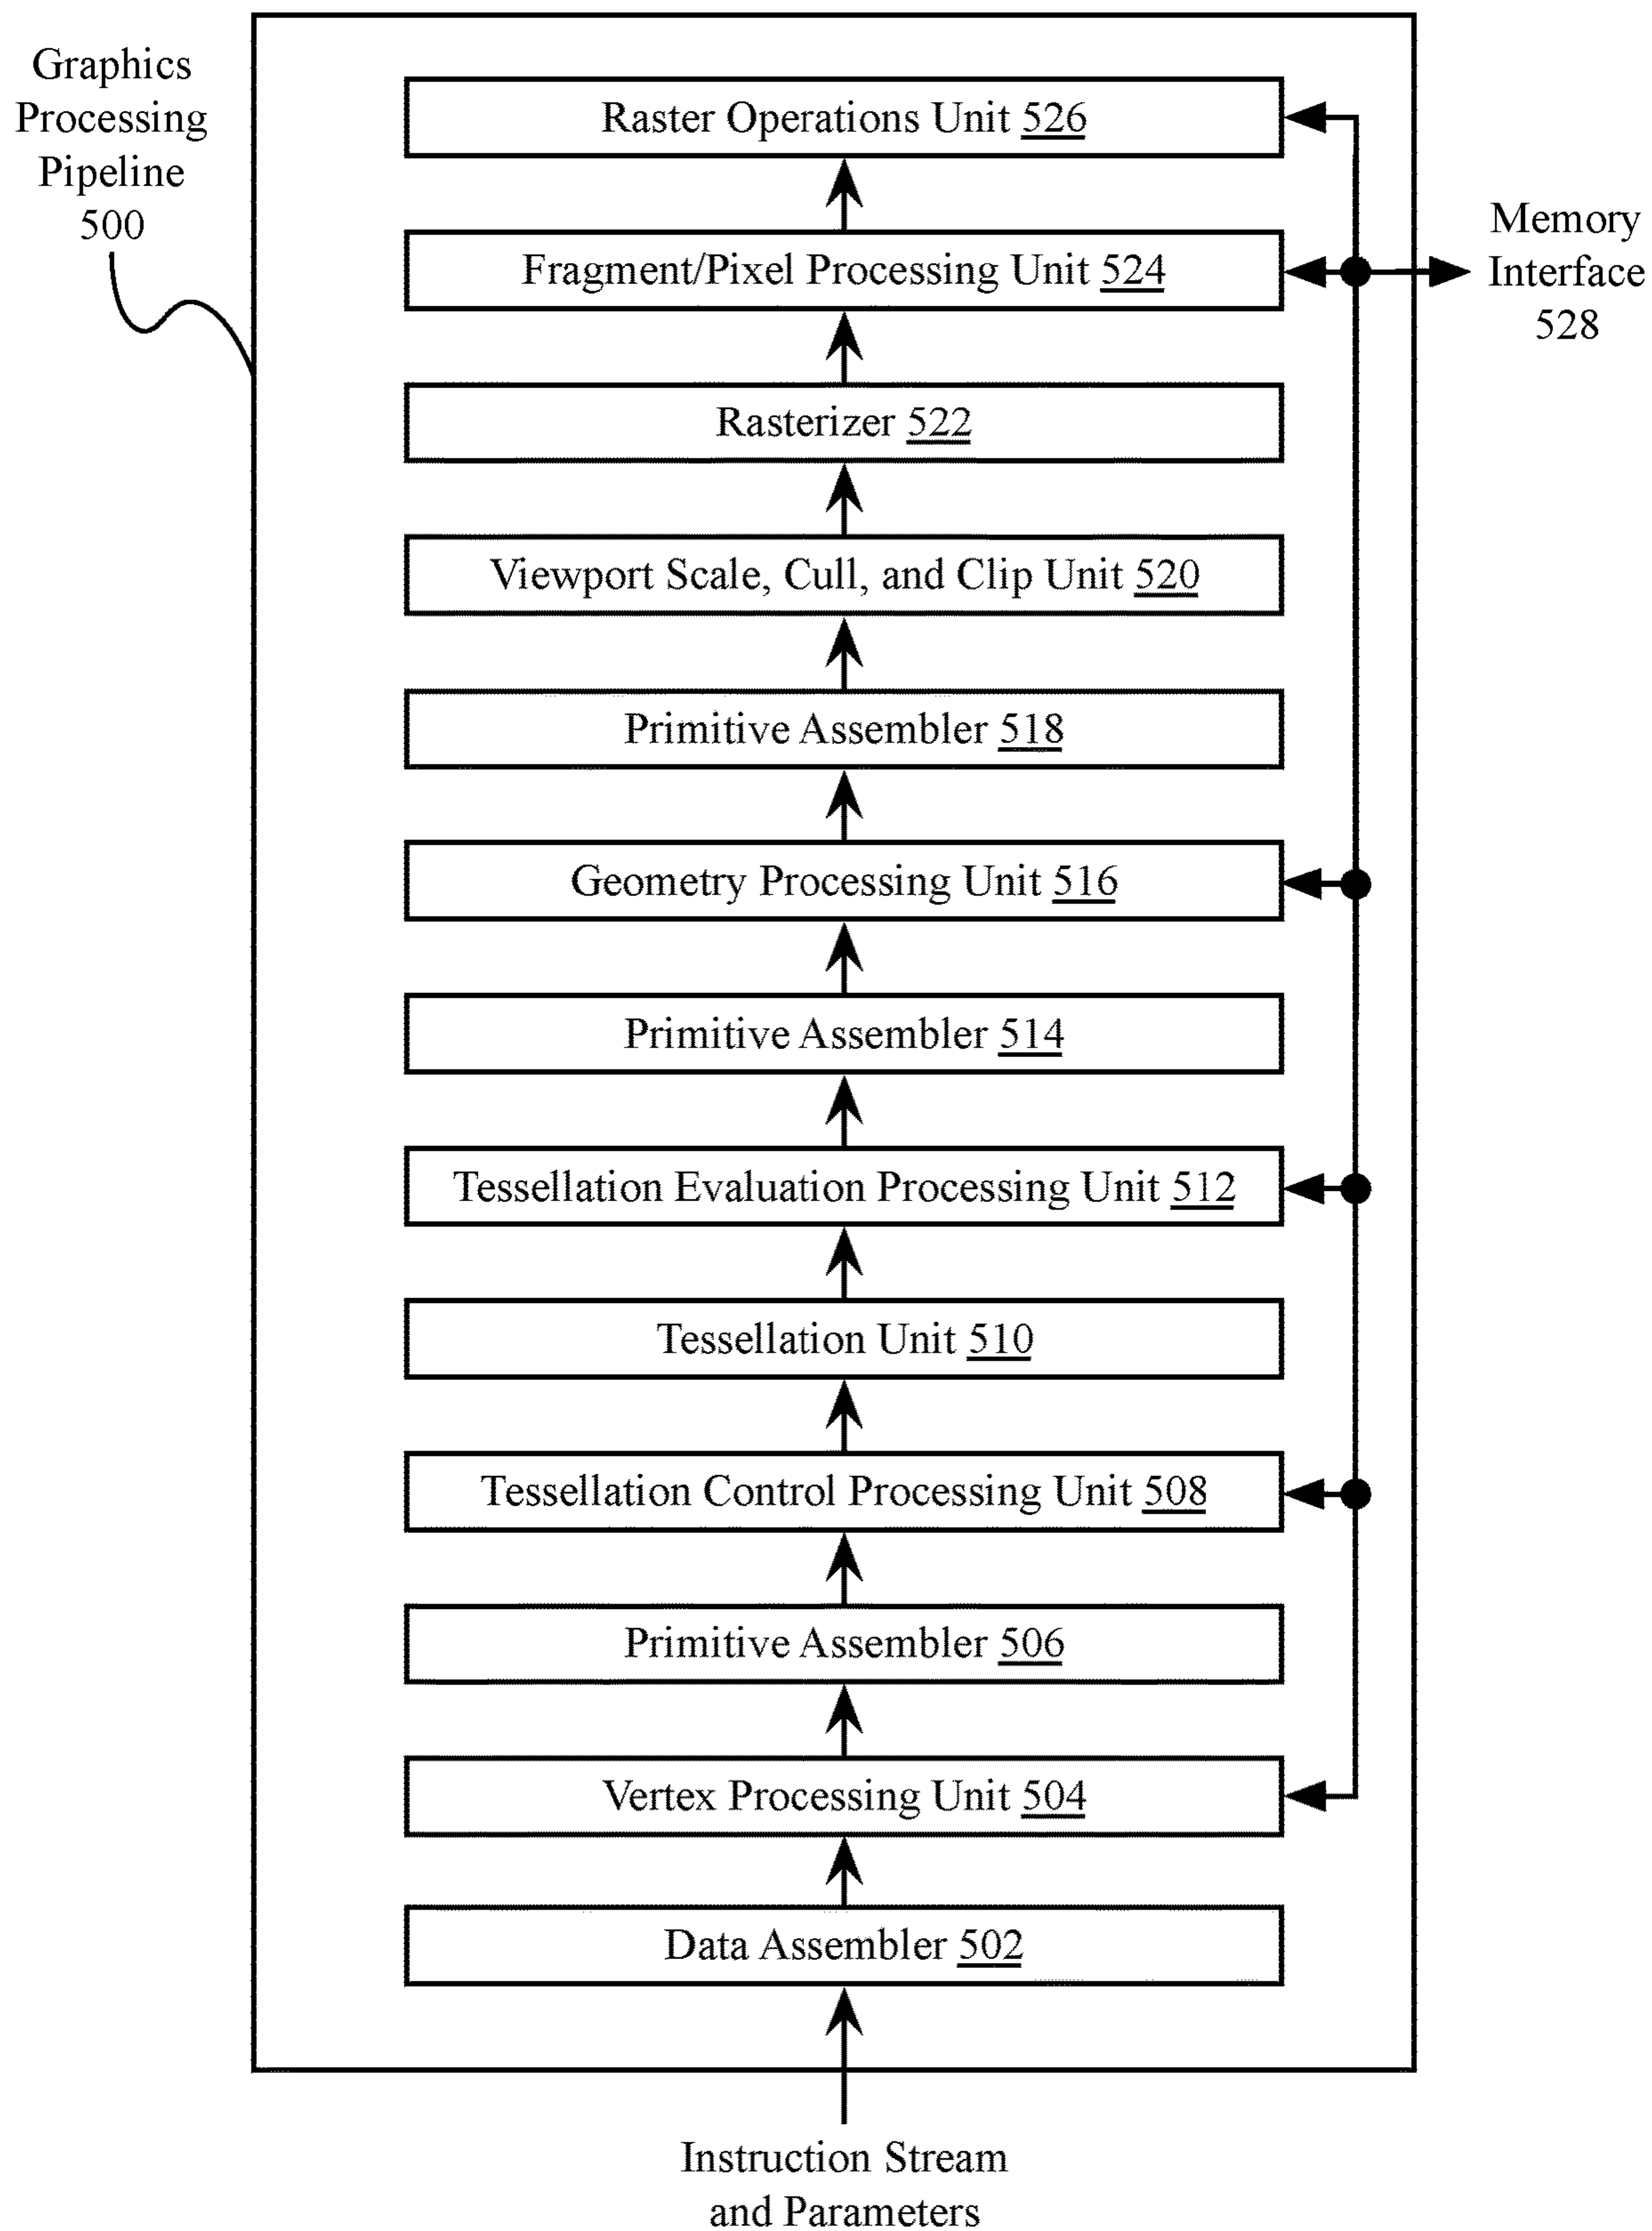 Graphics
Processing
Pipeline
500
Raster Operations Unit 526
Fragment/Pixel Processing Unit 524
Memory
Interface
528
Rasterizer 522
Viewport Scale, Cull, and Clip Unit 520
Primitive Assembler 518
Geometry Processing Unit 516
Primitive Assembler 514
Tessellation Evaluation Processing Unit 512
Tessellation Unit 510
Tessellation Control Processing Unit 508
Primitive Assembler 506
Vertex Processing Unit 504
Data Assembler 502
Instruction Stream
and Parameters